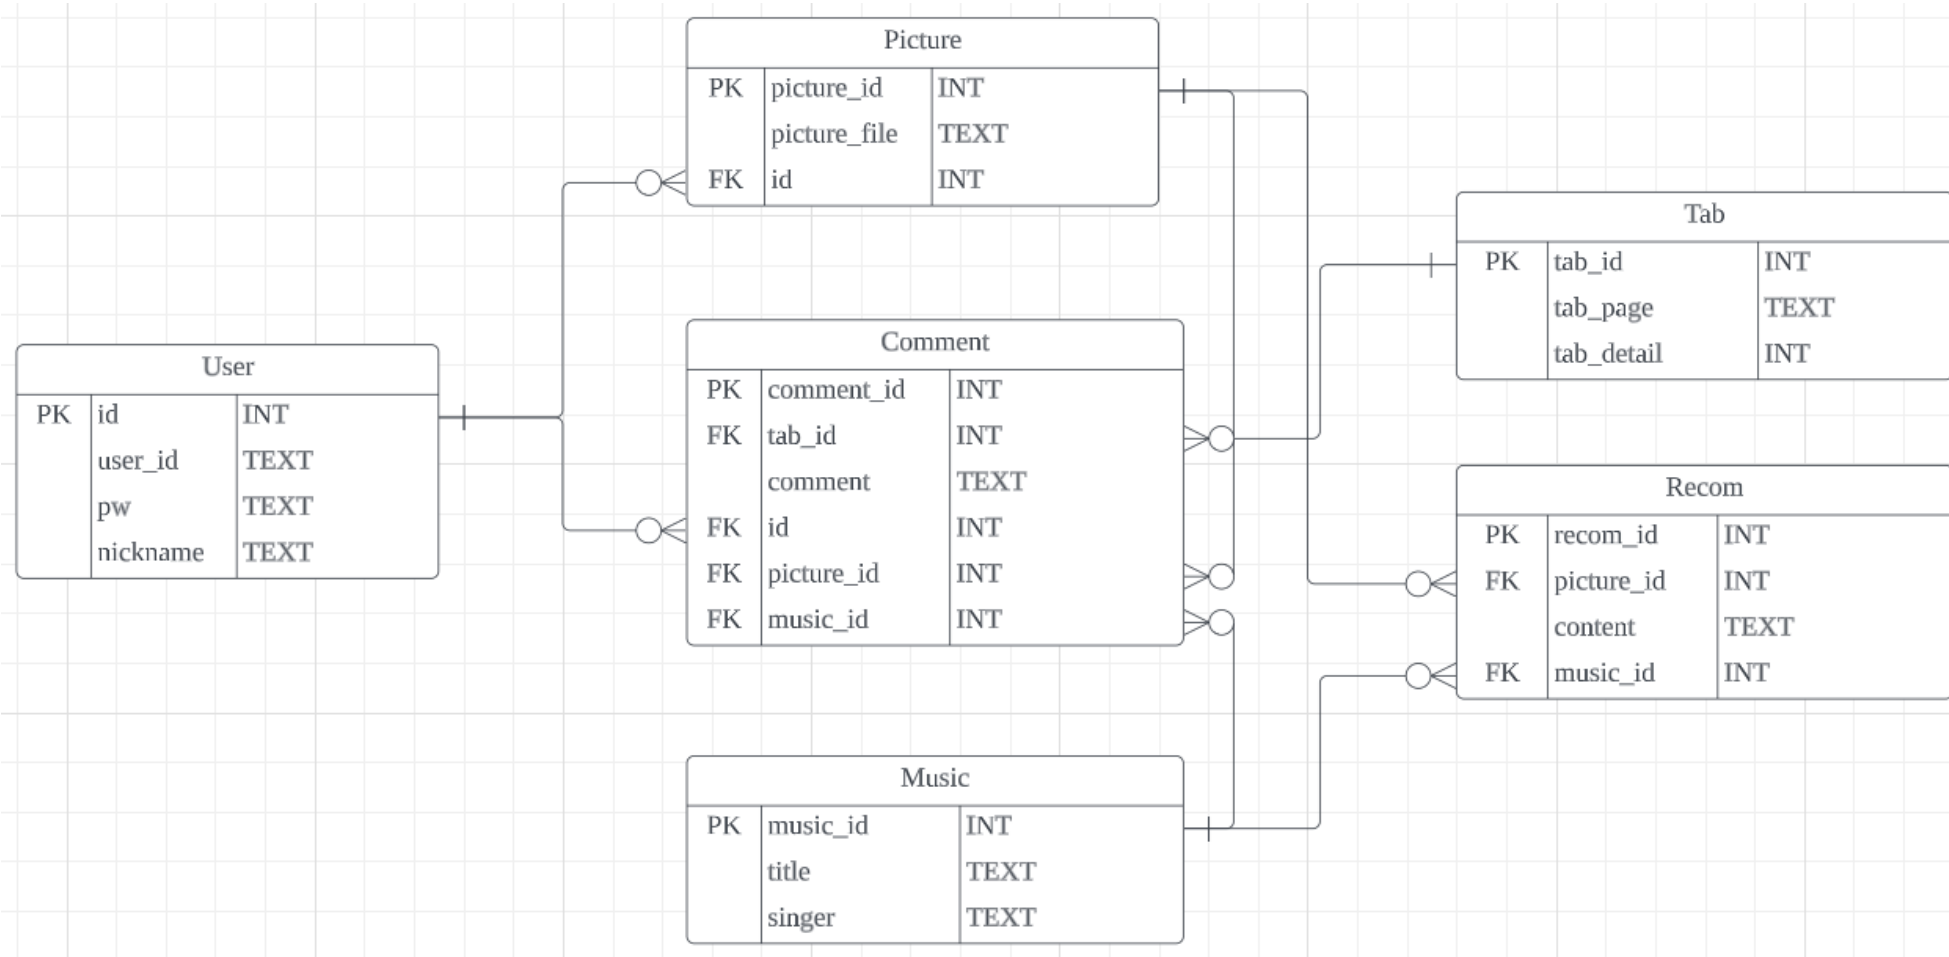 Picture
PK picture_id INT
picture_file TEXT
FK id INT
Tab
PK tab_id INT
tab_page TEXT
tab_detail INT
User
PK id INT
user_id TEXT
pw TEXT
nickname TEXT
Comment
PK comment_id INT
FK tab_id INT
comment TEXT
FK id INT
FK picture_id INT
FK music_id INT
Recom
PK recom_id INT
FK picture_id INT
content TEXT
FK music_id INT
Music
PK music_id INT
title TEXT
singer TEXT